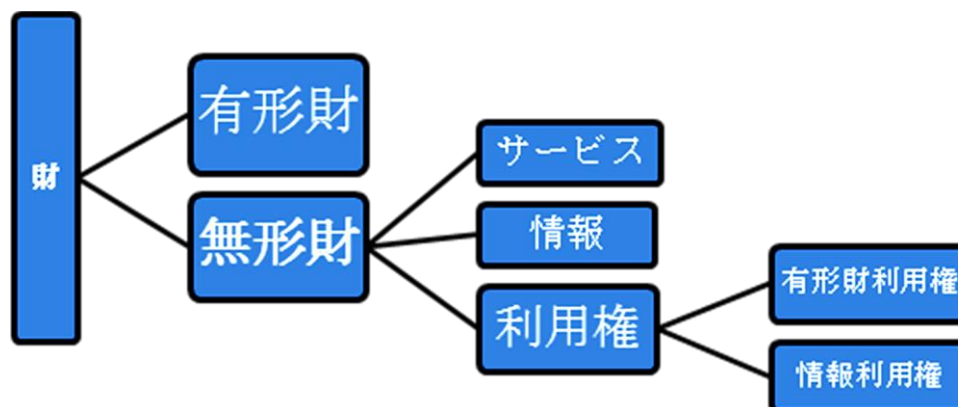 財
有形財
無形財
サービス
情報
利用権
有形財利用権
情報利用権